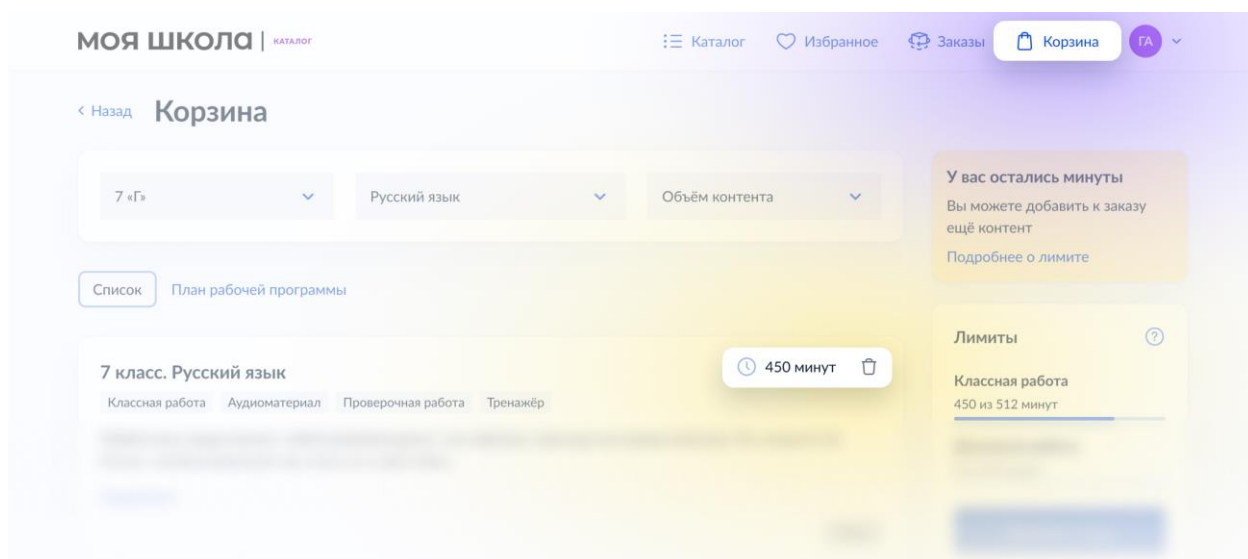 МОЯ ШКОЛА | КАТАЛОГ
Каталог
Избранное
Заказы
Корзина
ГА
Назад
Корзина
7 «Г»
Русский язык
Объём контента
У вас остались минуты
Вы можете добавить к заказу
ещё контент
Подробнее о лимите
Список
План рабочей программы
7 класс. Русский язык
450 минут
Классная работа Аудиоматериал Проверочная работа Тренажёр
Лимиты
?
Классная работа
450 из 512 минут